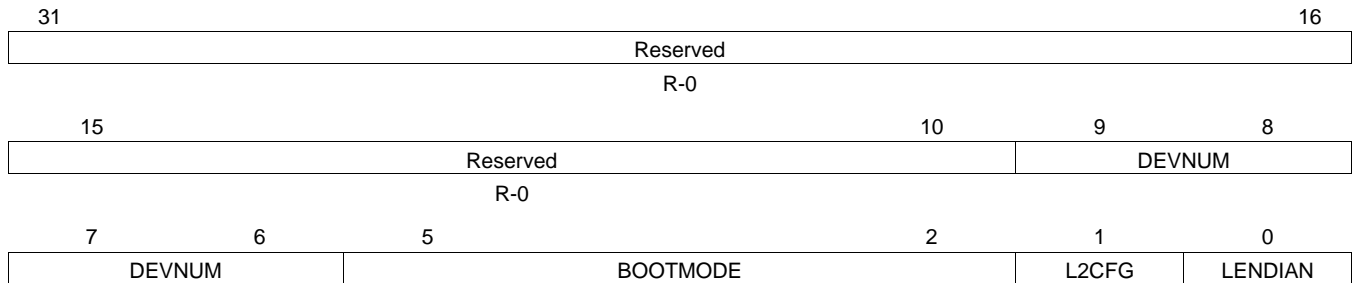 31 16
Reserved
R-0
15 10 9 8
Reserved DEVNUM
R-0
7 6 5 2 1 0
DEVNUM BOOTMODE L2CFG LENDIAN